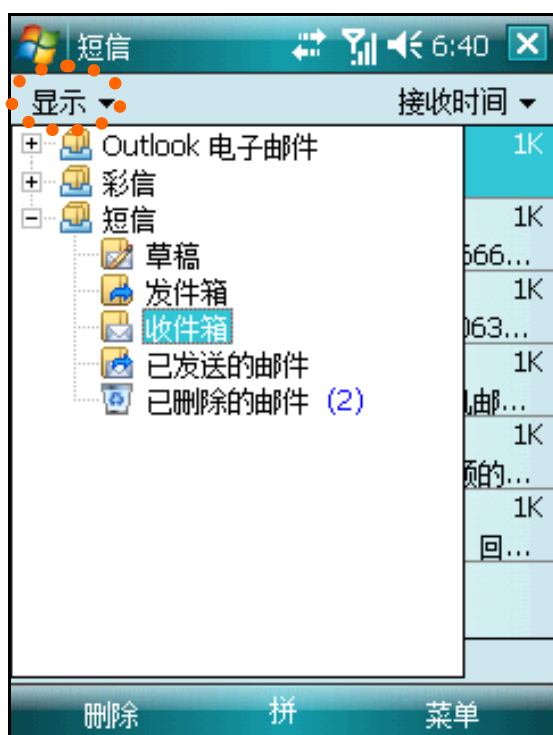 短信 6:40
显示 接收时间
Outlook 电子邮件 1K
彩信
短信 1K
草稿 666...
发件箱 1K
收件箱 063...
已发送的邮件 1K
已删除的邮件 (2) 邮...
1K
的...
1K
回...
删除 拼 菜单